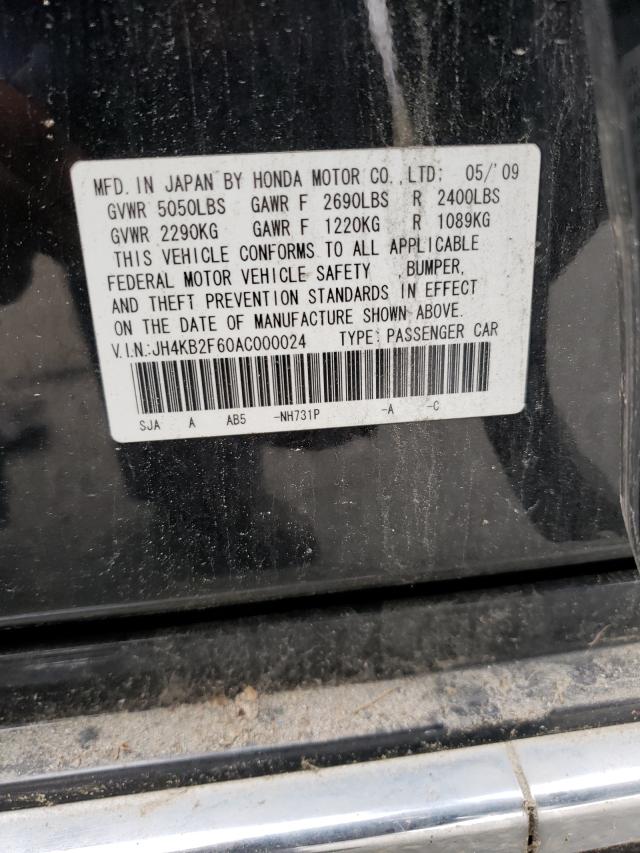 MFD. IN JAPAN BY HONDA MOTOR CO., LTD: 05/'09
GVWR 5050LBS GAWR F 2690LBS R 2400LBS
GVWR 2290KG GAWR F 1220KG R 1089KG
THIS VEHICLE CONFORMS TO ALL APPLICABLE
FEDERAL MOTOR VEHICLE SAFETY ,BUMPER,
AND THEFT PREVENTION STANDARDS IN EFFECT
ON THE DATE OF MANUFACTURE SHOWN ABOVE.
V.I.N.:JH4KB2F60AC000024 TYPE: PASSENGER CAR
SJA A AB5 -NH731P -A -C